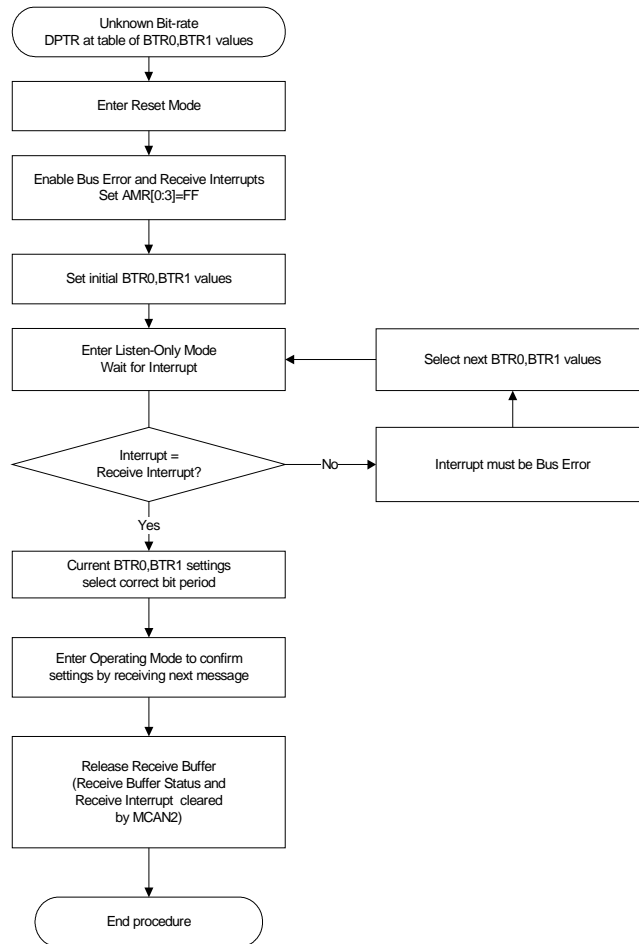 Unknown Bit-rate
DPTR at table of BTR0,BTR1 values
Enter Reset Mode
Enable Bus Error and Receive Interrupts
Set AMR[0:3]=FF
Set initial BTR0,BTR1 values
Enter Listen-Only Mode
Wait for Interrupt
Select next BTR0,BTR1 values
Interrupt =
Receive Interrupt?
No
Interrupt must be Bus Error
Yes
Current BTR0,BTR1 settings
select correct bit period
Enter Operating Mode to confirm
settings by receiving next message
Release Receive Buffer
(Receive Buffer Status and
Receive Interrupt cleared
by MCAN2)
End procedure